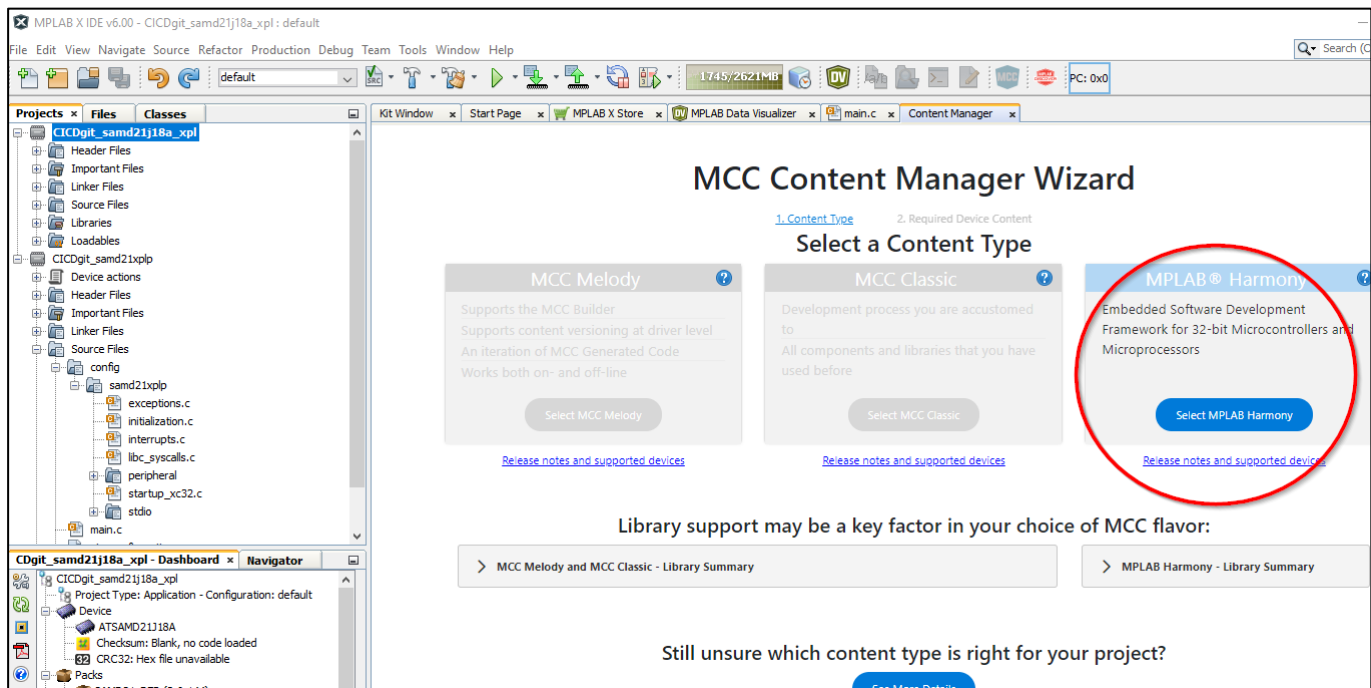 MPLAB X IDE v6.00 - CICDgit_samd21j18a_xpl : default
File Edit View Navigate Source Refactor Production Debug Team Tools Window Help
Search (C
default
1745/2621MB
DV
MCC
PC: 0x0
Projects x Files Classes
Kit Window x Start Page x MPLAB X Store x MPLAB Data Visualizer x main.c x Content Manager x
CICDgit_samd21j18a_xpl
Header Files
Important Files
Linker Files
Source Files
Libraries
Loadables
CICDgit_samd21xplp
Device actions
Header Files
Important Files
Linker Files
Source Files
config
samd21xplp
exceptions.c
initialization.c
interrupts.c
libc_syscalls.c
peripheral
startup_xc32.c
stdio
main.c
MCC Content Manager Wizard
1. Content Type 2. Required Device Content
Select a Content Type
MCC Melody ?
Supports the MCC Builder
Supports content versioning at driver level
An iteration of MCC Generated Code
Works both on- and off-line
Select MCC Melody
Release notes and supported devices
MCC Classic ?
Development process you are accustomed
to
All components and libraries that you have
used before
Select MCC Classic
Release notes and supported devices
MPLAB® Harmony ?
Embedded Software Development
Framework for 32-bit Microcontrollers and
Microprocessors
Select MPLAB Harmony
Release notes and supported devices
Library support may be a key factor in your choice of MCC flavor:
MCC Melody and MCC Classic - Library Summary
MPLAB Harmony - Library Summary
Still unsure which content type is right for your project?
See More Details
CDgit_samd21j18a_xpl - Dashboard x Navigator
CICDgit_samd21j18a_xpl
Project Type: Application - Configuration: default
Device
ATSAMD21J18A
Checksum: Blank, no code loaded
CRC32: Hex file unavailable
Packs